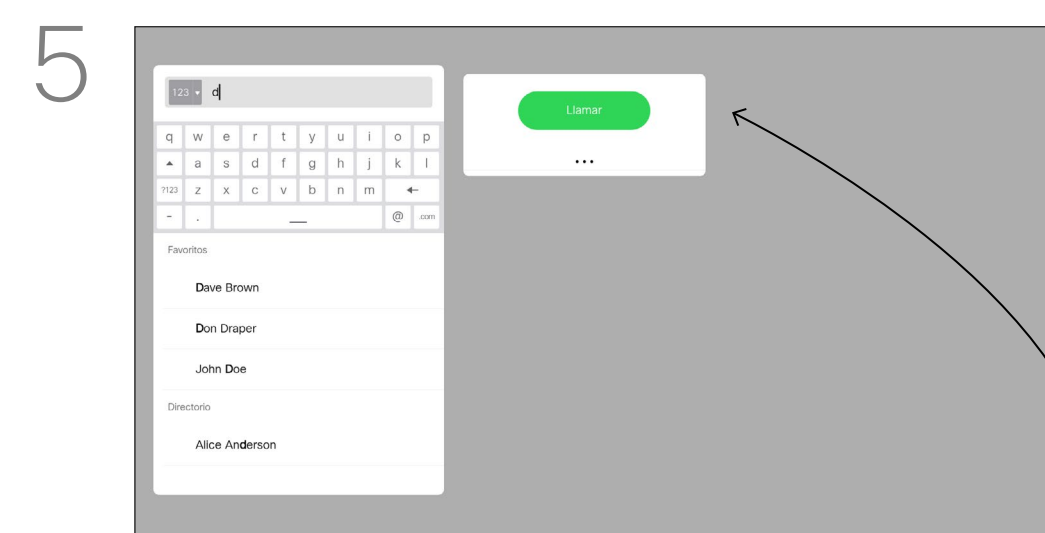 5
123 d
Llamar
q w e r t y u i o p
a s d f g h j k l
?123 z x c v b n m
- . @ .com
...
Favoritos
Dave Brown
Don Draper
John Doe
Directorio
Alice Anderson